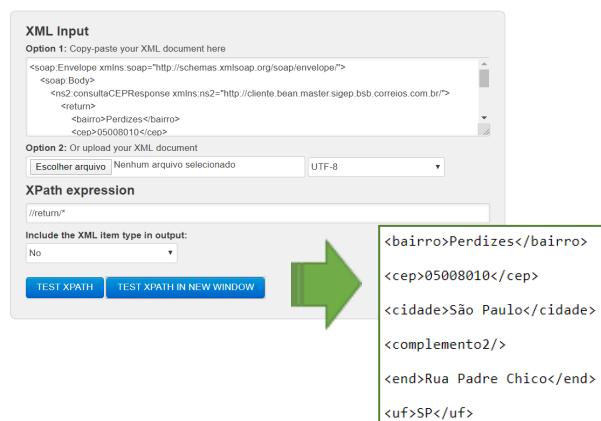 XML Input
Option 1: Copy-paste your XML document here
<soap:Envelope xmlns:soap="http://schemas.xmlsoap.org/soap/envelope/">
<soap:Body>
<ns2:consultaCEPResponse xmlns:ns2="http://cliente.bean.master.sigep.bsb.correios.com.br/">
<return>
<bairro>Perdizes</bairro>
<cep>05008010</cep>
Option 2: Or upload your XML document
Escolher arquivo Nenhum arquivo selecionado UTF-8
XPath expression
//return/*
Include the XML item type in output:
No
TEST XPATH TEST XPATH IN NEW WINDOW
<bairro>Perdizes</bairro>
<cep>05008010</cep>
<cidade>São Paulo</cidade>
<complemento2/>
<end>Rua Padre Chico</end>
<uf>SP</uf>